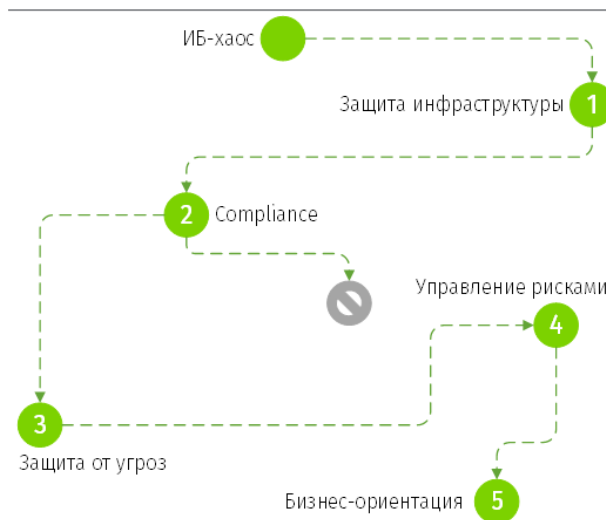 ИБ-хаос
Защита инфраструктуры 1
2 Compliance
Управление рисками
4
3
Защита от угроз
Бизнес-ориентация 5